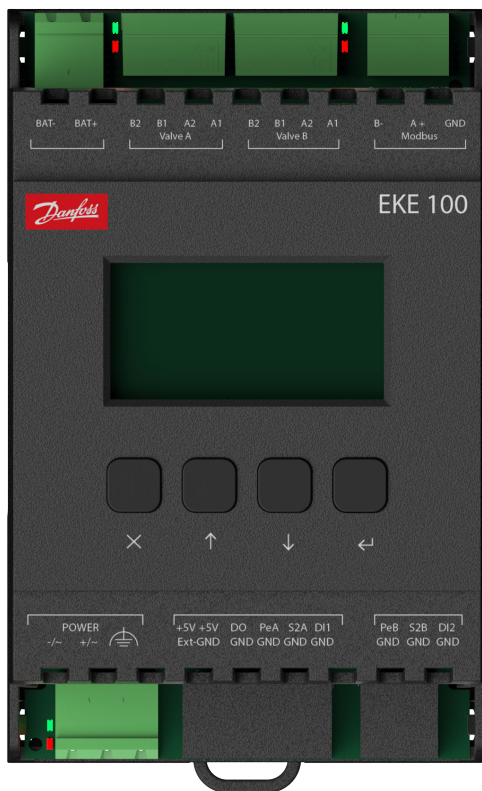 BAT- BAT+ B2 B1 A2 A1 B2 B1 A2 A1 B- A + GND
Valve A Valve B Modbus
Danfoss
EKE 100
POWER +5V +5V DO PeA S2A DI1 PeB S2B DI2
-/~ +/~ Ext-GND GND GND GND GND GND GND GND